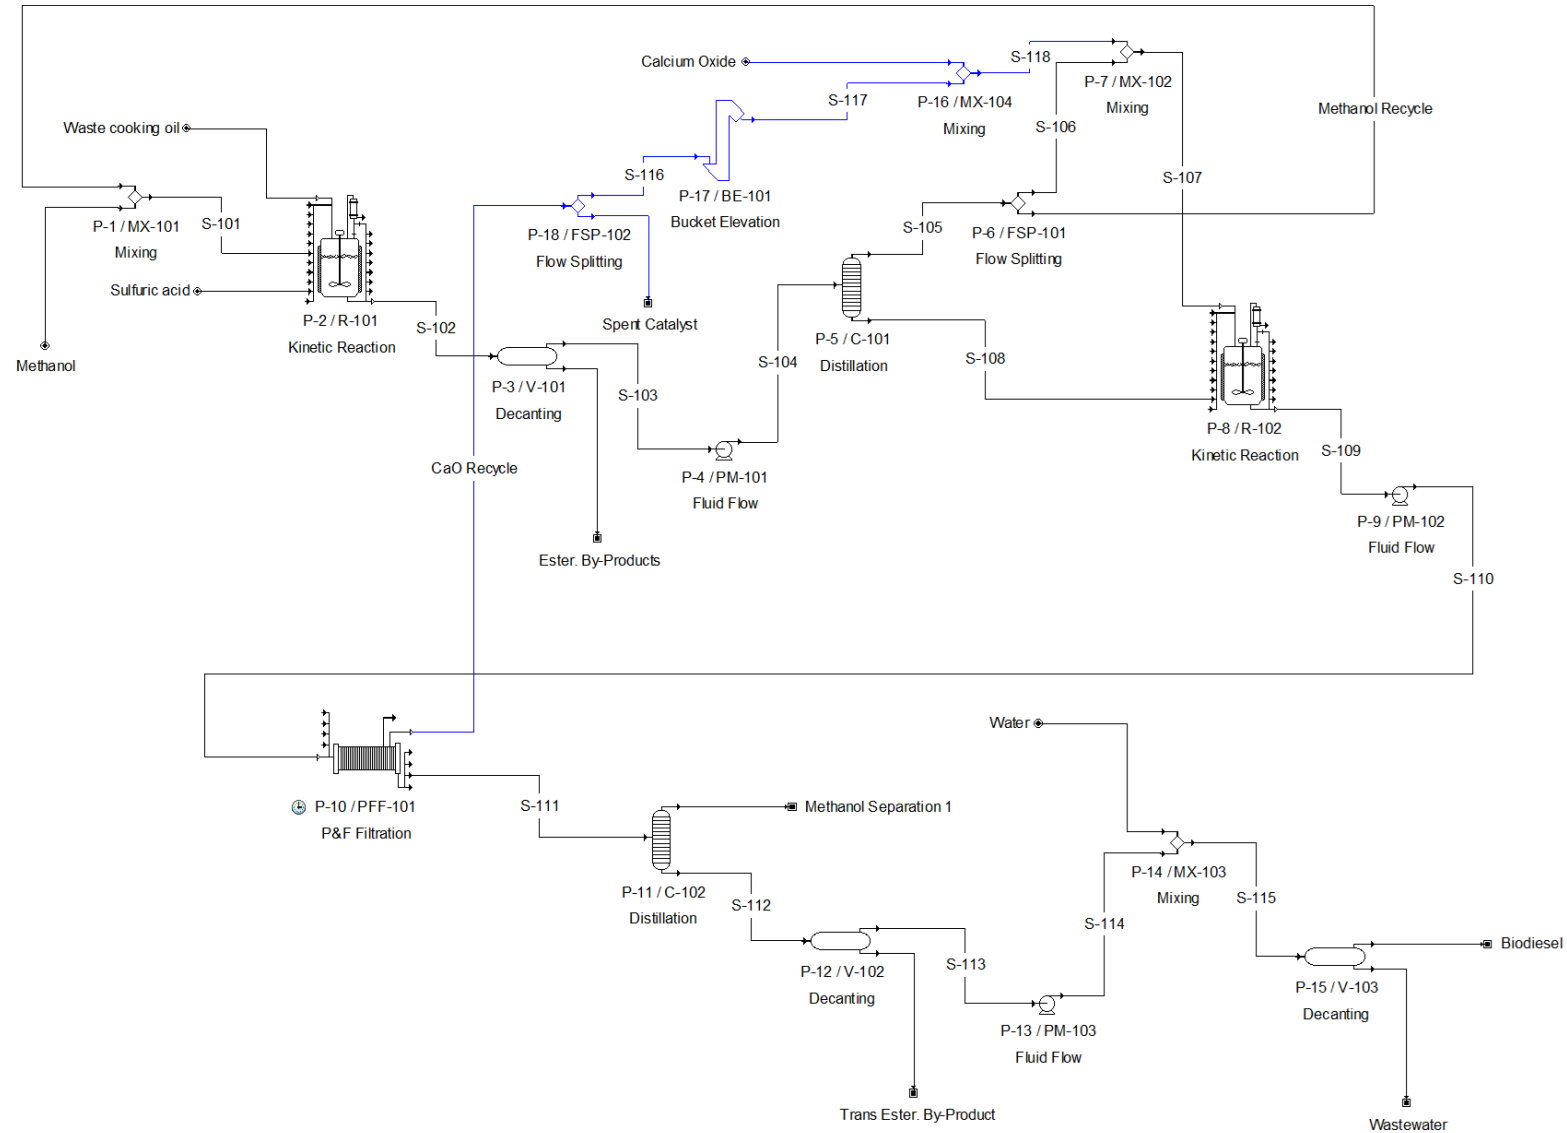 Calcium Oxide
S-118
P-7 / MX-102
Mixing
S-117
P-16 / MX-104
Mixing
Methanol Recycle
Waste cooking oil
S-106
S-116
P-17 / BE-101
Bucket Elevation
S-107
P-1 / MX-101
Mixing
S-101
P-18 / FSP-102
Flow Splitting
S-105
P-6 / FSP-101
Flow Splitting
Sulfuric acid
P-2 / R-101
Kinetic Reaction
S-102
Spent Catalyst
P-5 / C-101
Distillation
S-108
Methanol
S-104
P-3 / V-101
Decanting
S-103
P-8 / R-102
Kinetic Reaction
S-109
CaO Recycle
P-4 / PM-101
Fluid Flow
P-9 / PM-102
Fluid Flow
Ester. By-Products
S-110
Water
P-10 / PFF-101
P&F Filtration
S-111
Methanol Separation 1
P-11 / C-102
Distillation
S-112
P-14 / MX-103
Mixing
S-115
S-114
Biodiesel
P-12 / V-102
Decanting
S-113
P-15 / V-103
Decanting
P-13 / PM-103
Fluid Flow
Trans Ester. By-Product
Wastewater